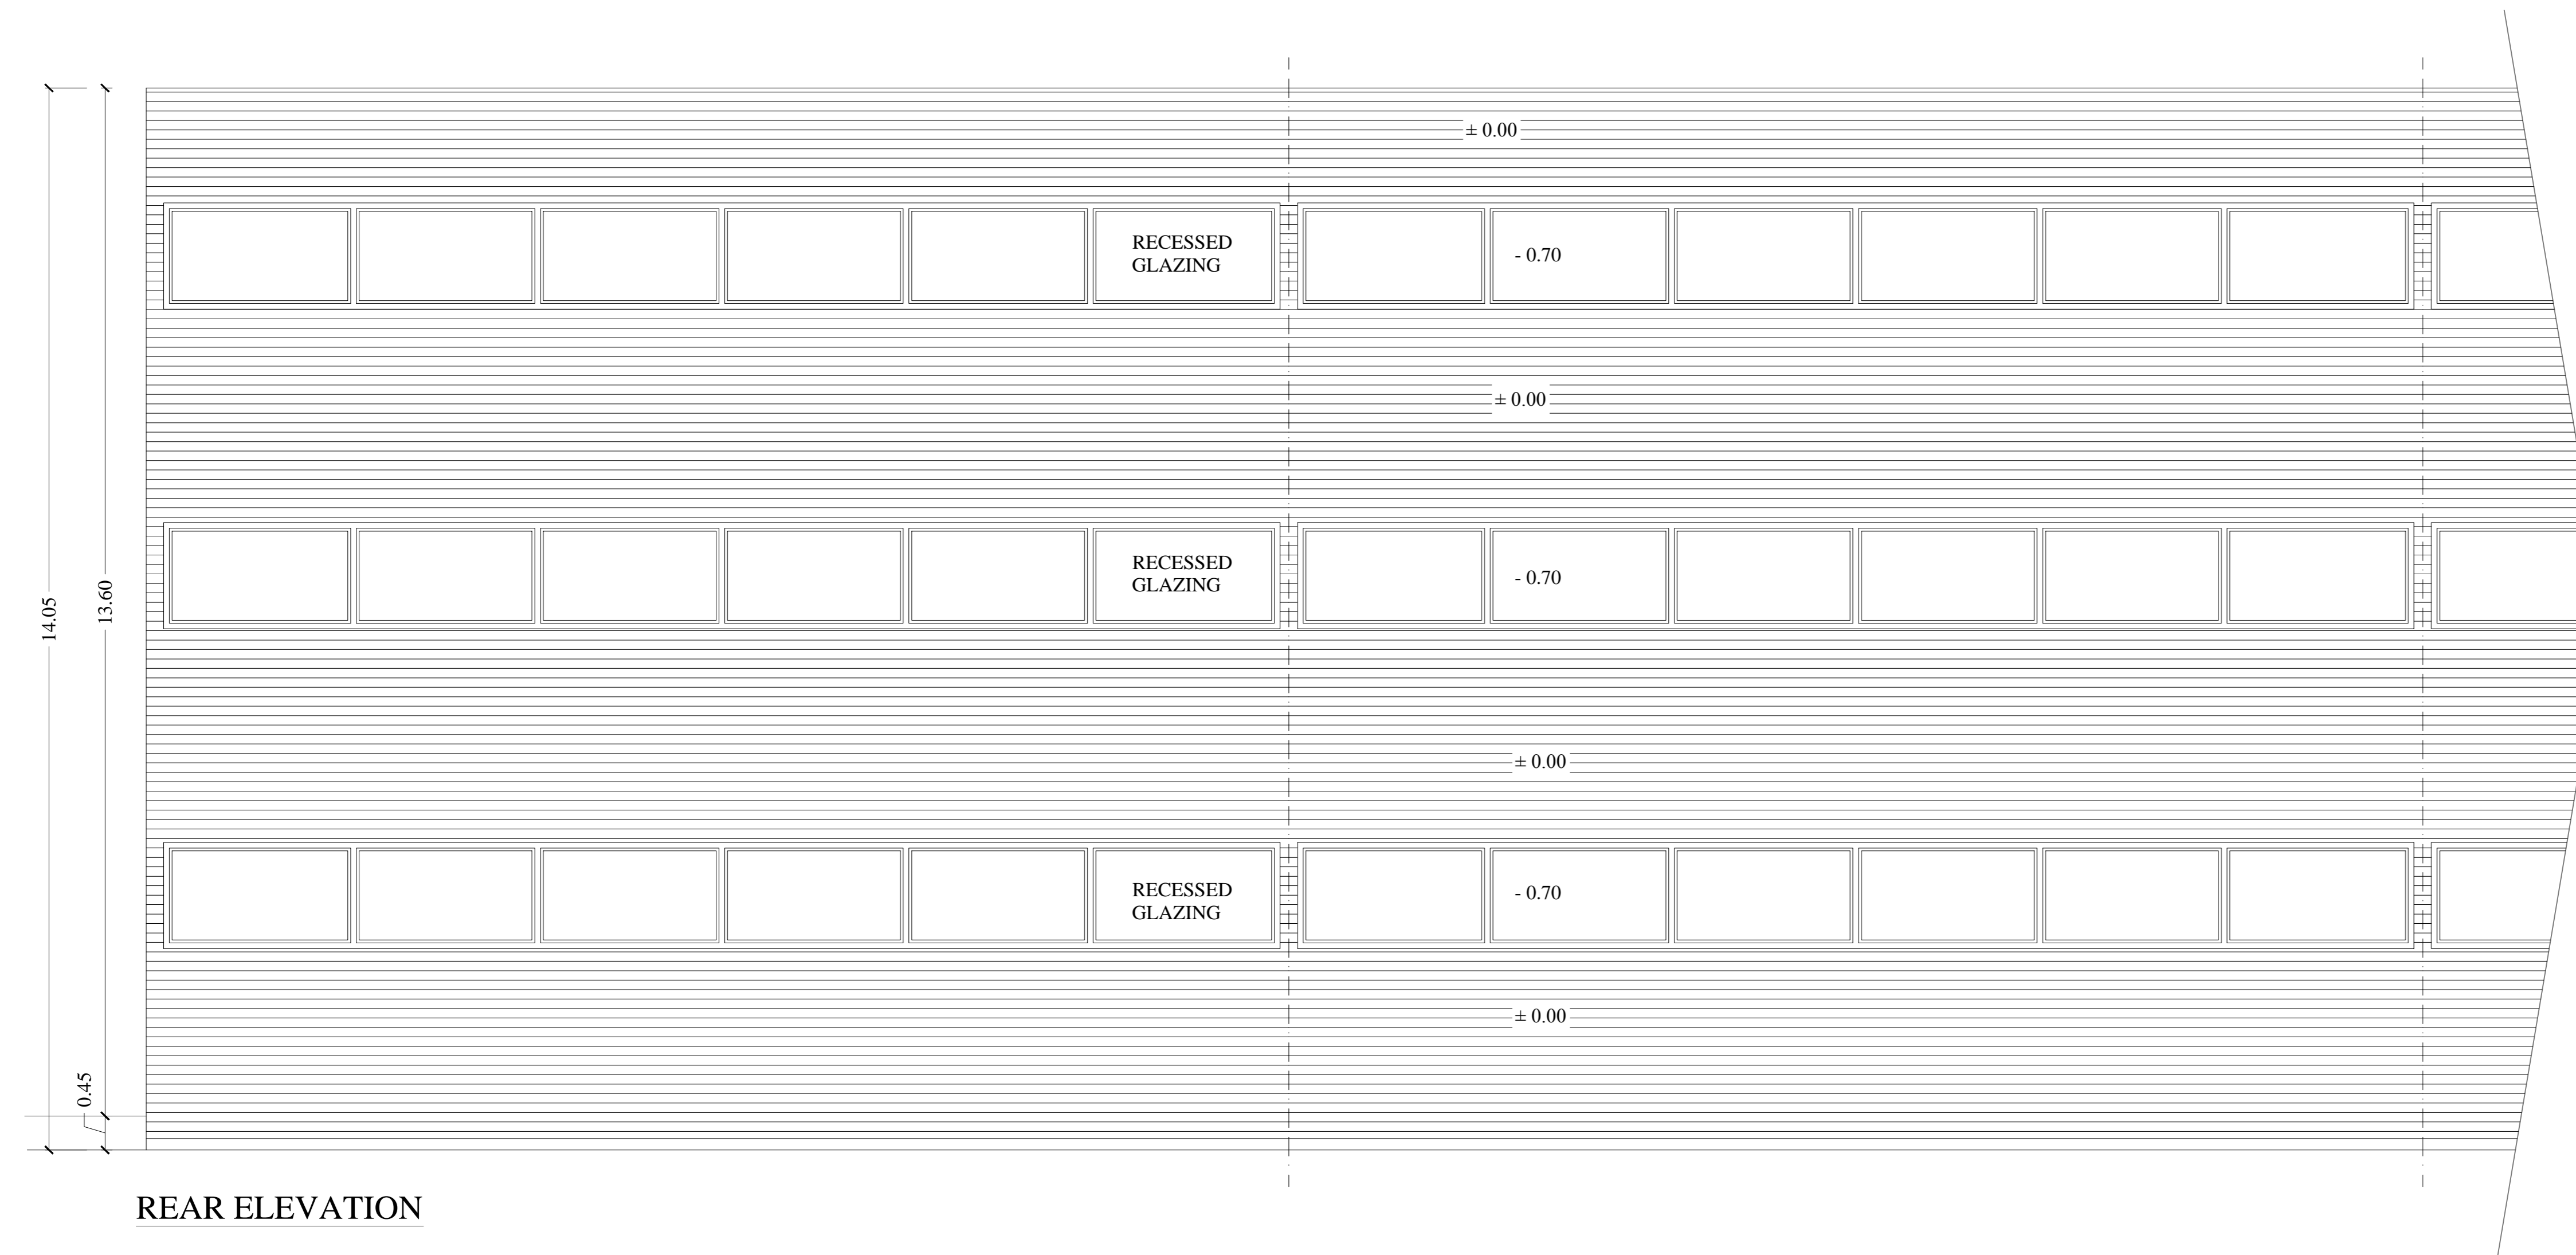 ± 0.00
RECESSED
GLAZING
- 0.70
± 0.00
14.05
13.60
RECESSED
GLAZING
- 0.70
± 0.00
RECESSED
GLAZING
- 0.70
± 0.00
0.45
REAR ELEVATION